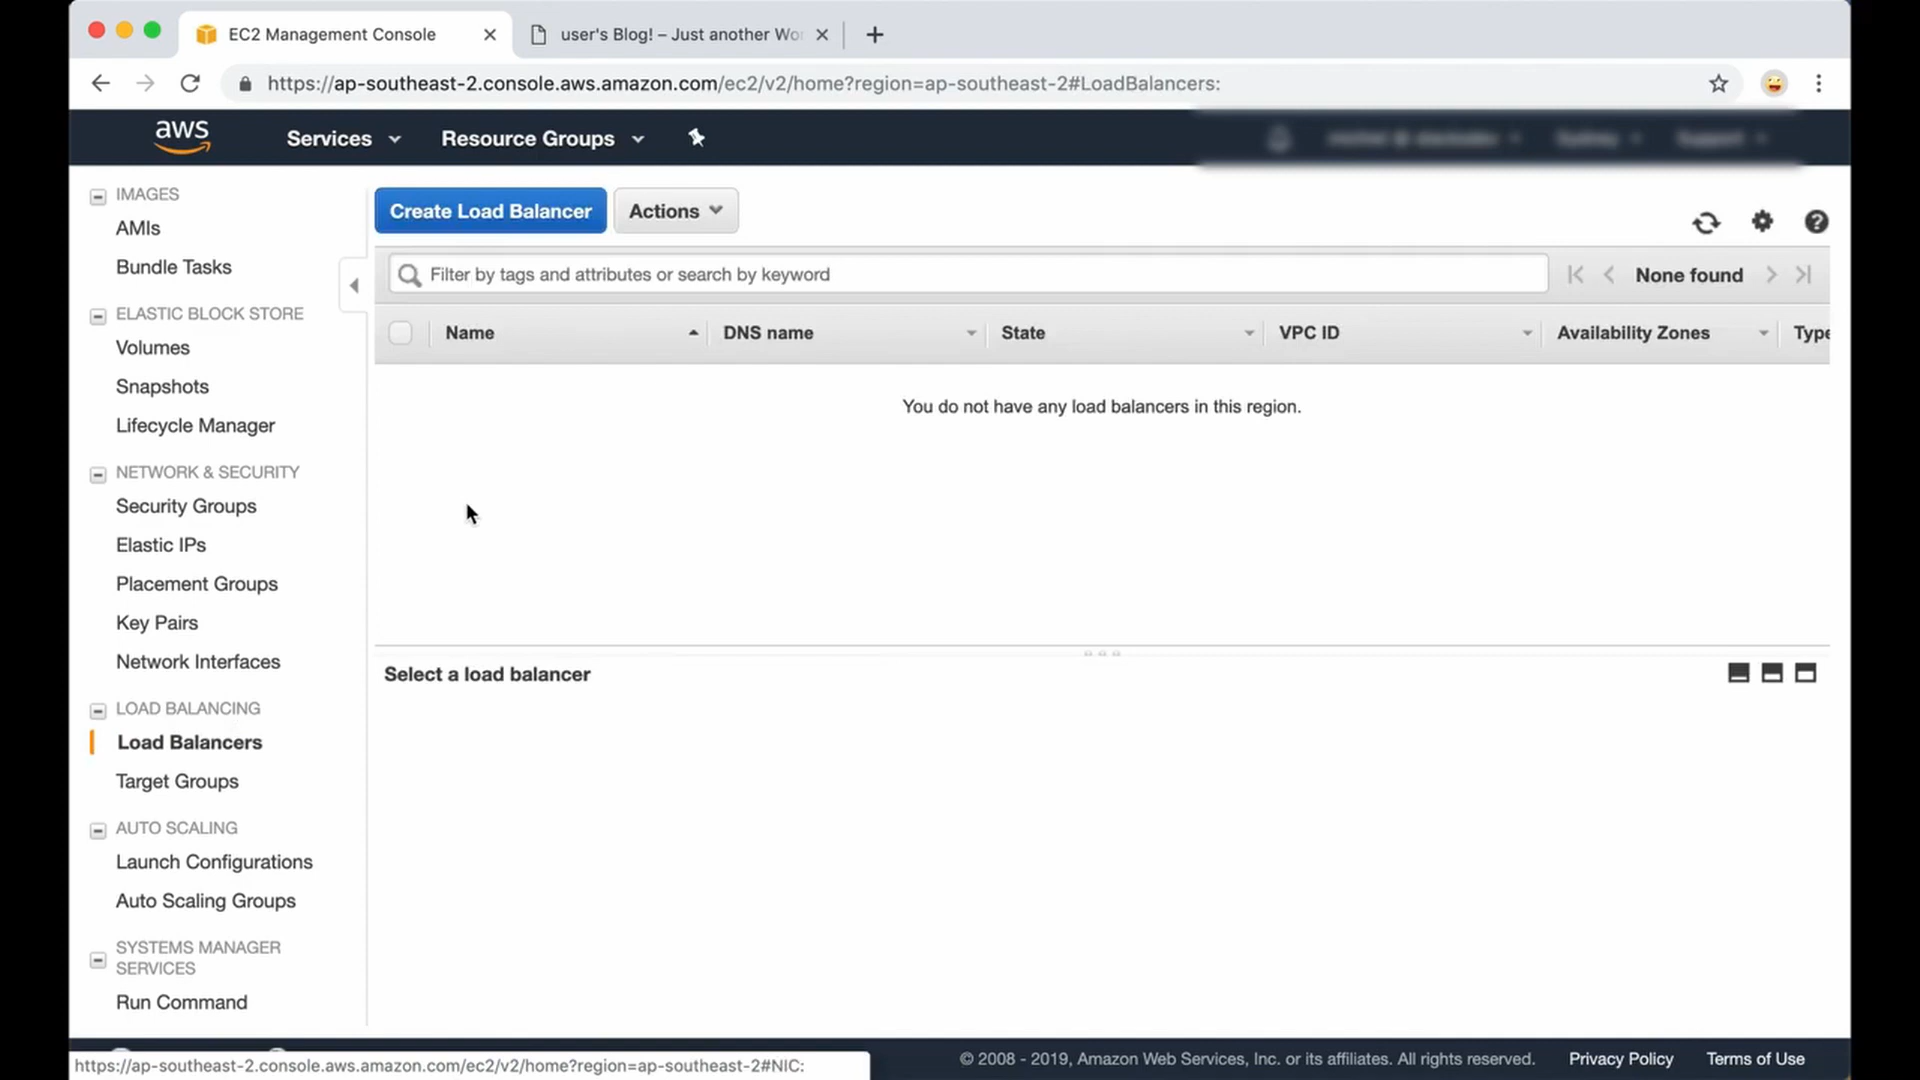 EC2 Management Console
user's Blog! – Just another Wo
https://ap-southeast-2.console.aws.amazon.com/ec2/v2/home?region=ap-southeast-2#LoadBalancers:
aws
Services
Resource Groups
Support
IMAGES
AMIs
Bundle Tasks
ELASTIC BLOCK STORE
Volumes
Snapshots
Lifecycle Manager
NETWORK & SECURITY
Security Groups
Elastic IPs
Placement Groups
Key Pairs
Network Interfaces
LOAD BALANCING
Load Balancers
Target Groups
AUTO SCALING
Launch Configurations
Auto Scaling Groups
SYSTEMS MANAGER
SERVICES
Run Command
Create Load Balancer
Actions
Filter by tags and attributes or search by keyword
None found
Name
DNS name
State
VPC ID
Availability Zones
Type
You do not have any load balancers in this region.
Select a load balancer
https://ap-southeast-2.console.aws.amazon.com/ec2/v2/home?region=ap-southeast-2#NIC:
© 2008 - 2019, Amazon Web Services, Inc. or its affiliates. All rights reserved.
Privacy Policy
Terms of Use